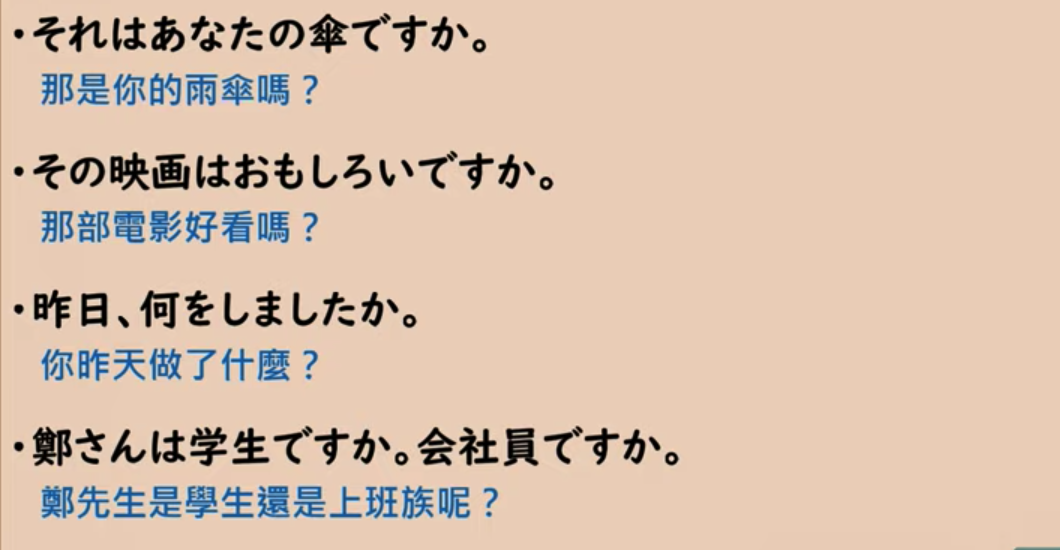 ・それはあなたの傘ですか。
那是你的雨傘嗎？
・その映画はおもしろいですか。
那部電影好看嗎？
・昨日、何をしましたか。
你昨天做了什麼？
・鄭さんは学生ですか。会社員ですか。
鄭先生是學生還是上班族呢？